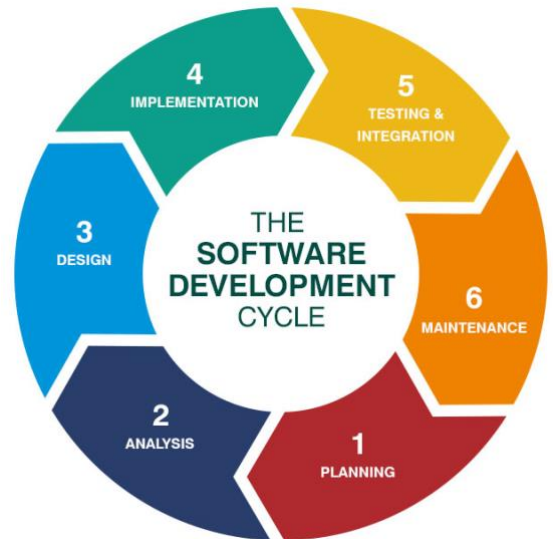 THE
SOFTWARE
DEVELOPMENT
CYCLE
1
PLANNING
2
ANALYSIS
3
DESIGN
4
IMPLEMENTATION
5
TESTING &
INTEGRATION
6
MAINTENANCE